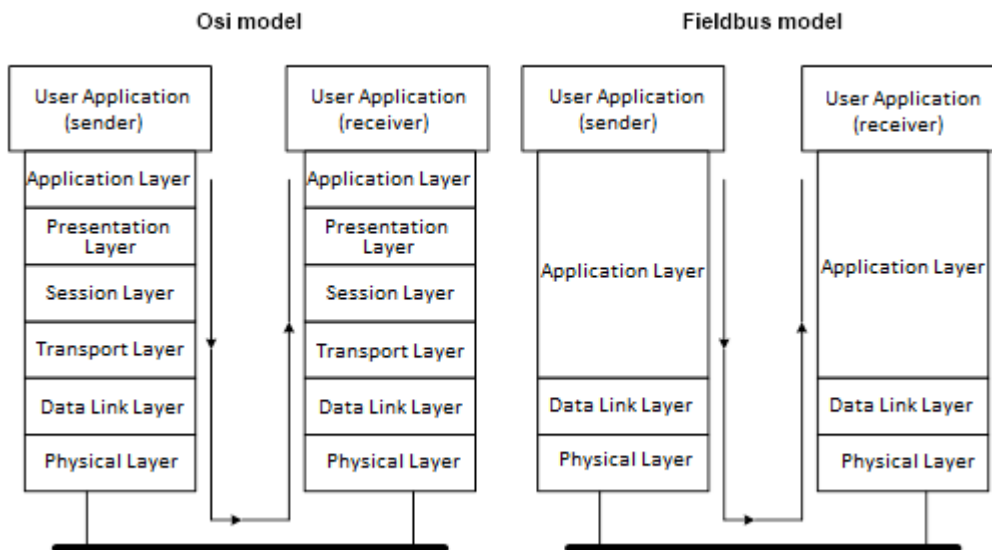 Osi model
Fieldbus model
User Application
(sender)
User Application
(receiver)
User Application
(sender)
User Application
(receiver)
Application Layer
Presentation
Layer
Session Layer
Transport Layer
Data Link Layer
Physical Layer
Application Layer
Presentation
Layer
Session Layer
Transport Layer
Data Link Layer
Physical Layer
Application Layer
Data Link Layer
Physical Layer
Application Layer
Data Link Layer
Physical Layer